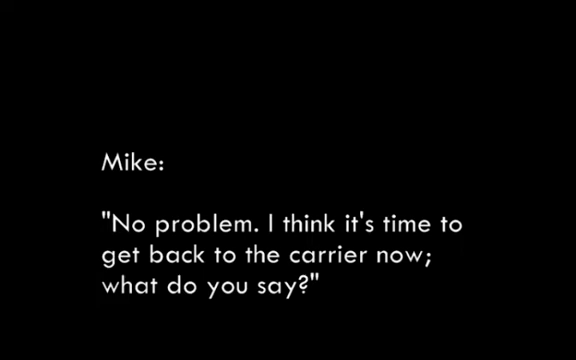 Mike:
"No problem. I think it's time to
get back to the carrier now;
what do you say?"